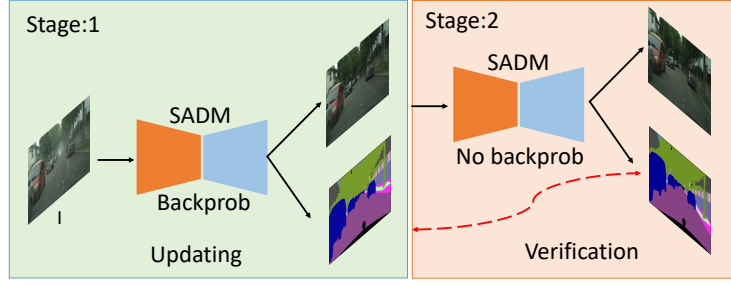 Stage:1
SADM
Backprob
I
Updating
Stage:2
SADM
No backprob
Verification